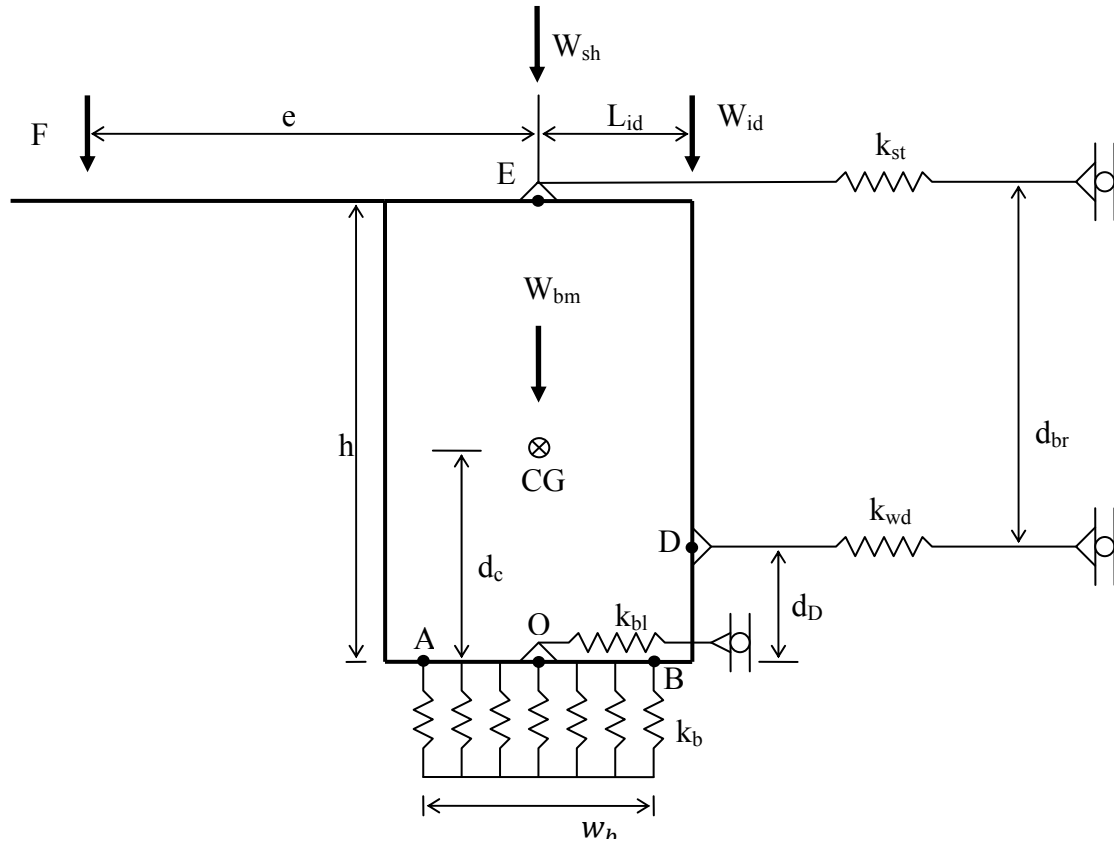 W_sh
F
e
L_id
W_id
k_st
E
W_bm
h
d_br
CG
k_wd
D
d_c
d_D
k_bl
A
O
B
k_b
w_b